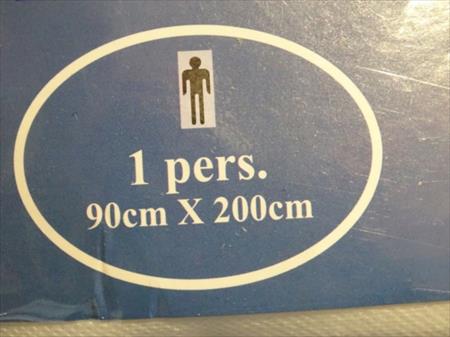 1 pers.
90cm X 200cm